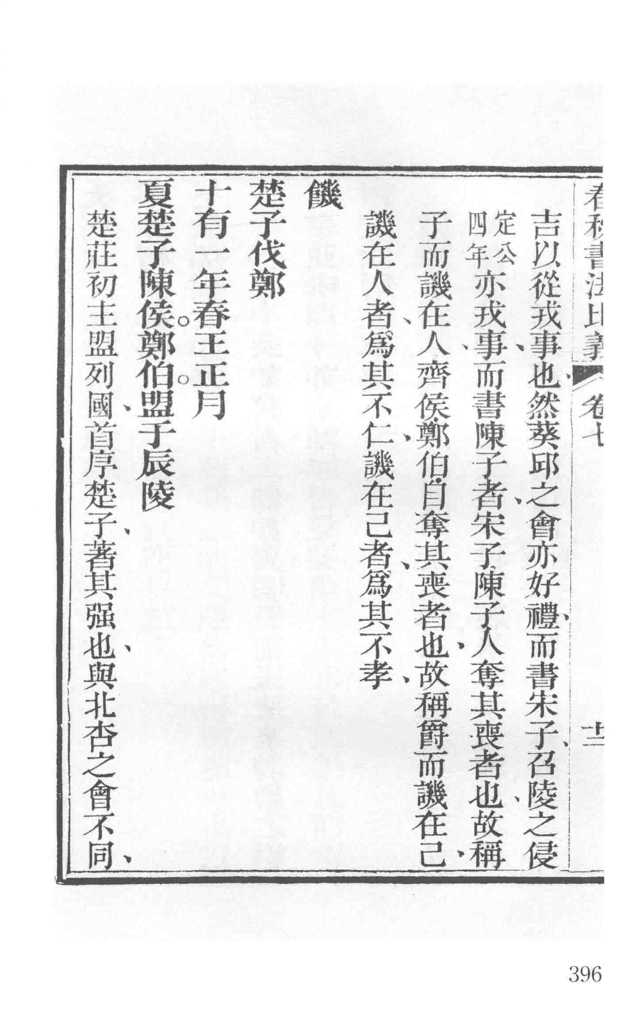 春秋書法比義 卷七 十二
吉以從戎事也然葵邱之會亦好禮而書宋子召陵之侵
定公四年亦戎事而書陳子者宋子陳子人奪其喪者也故稱
子而譏在人齊侯鄭伯自奪其喪者也故稱爵而譏在己
譏在人者爲其不仁譏在己者爲其不孝
饑
楚子伐鄭
十有一年春王正月
夏楚子陳侯鄭伯盟于辰陵
楚莊初主盟列國首序楚子著其强也與北杏之會不同
396